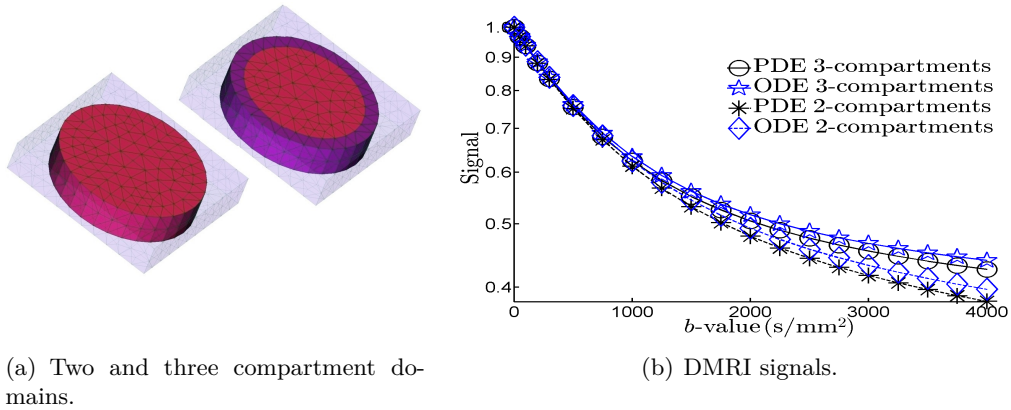 Signal
1.
0.9
0.8
0.7
0.6
0.5
0.4
PDE 3-compartments
ODE 3-compartments
PDE 2-compartments
ODE 2-compartments
0 1000 2000 3000 4000
b-value (s/mm²)
(a) Two and three compartment do-
mains.
(b) DMRI signals.